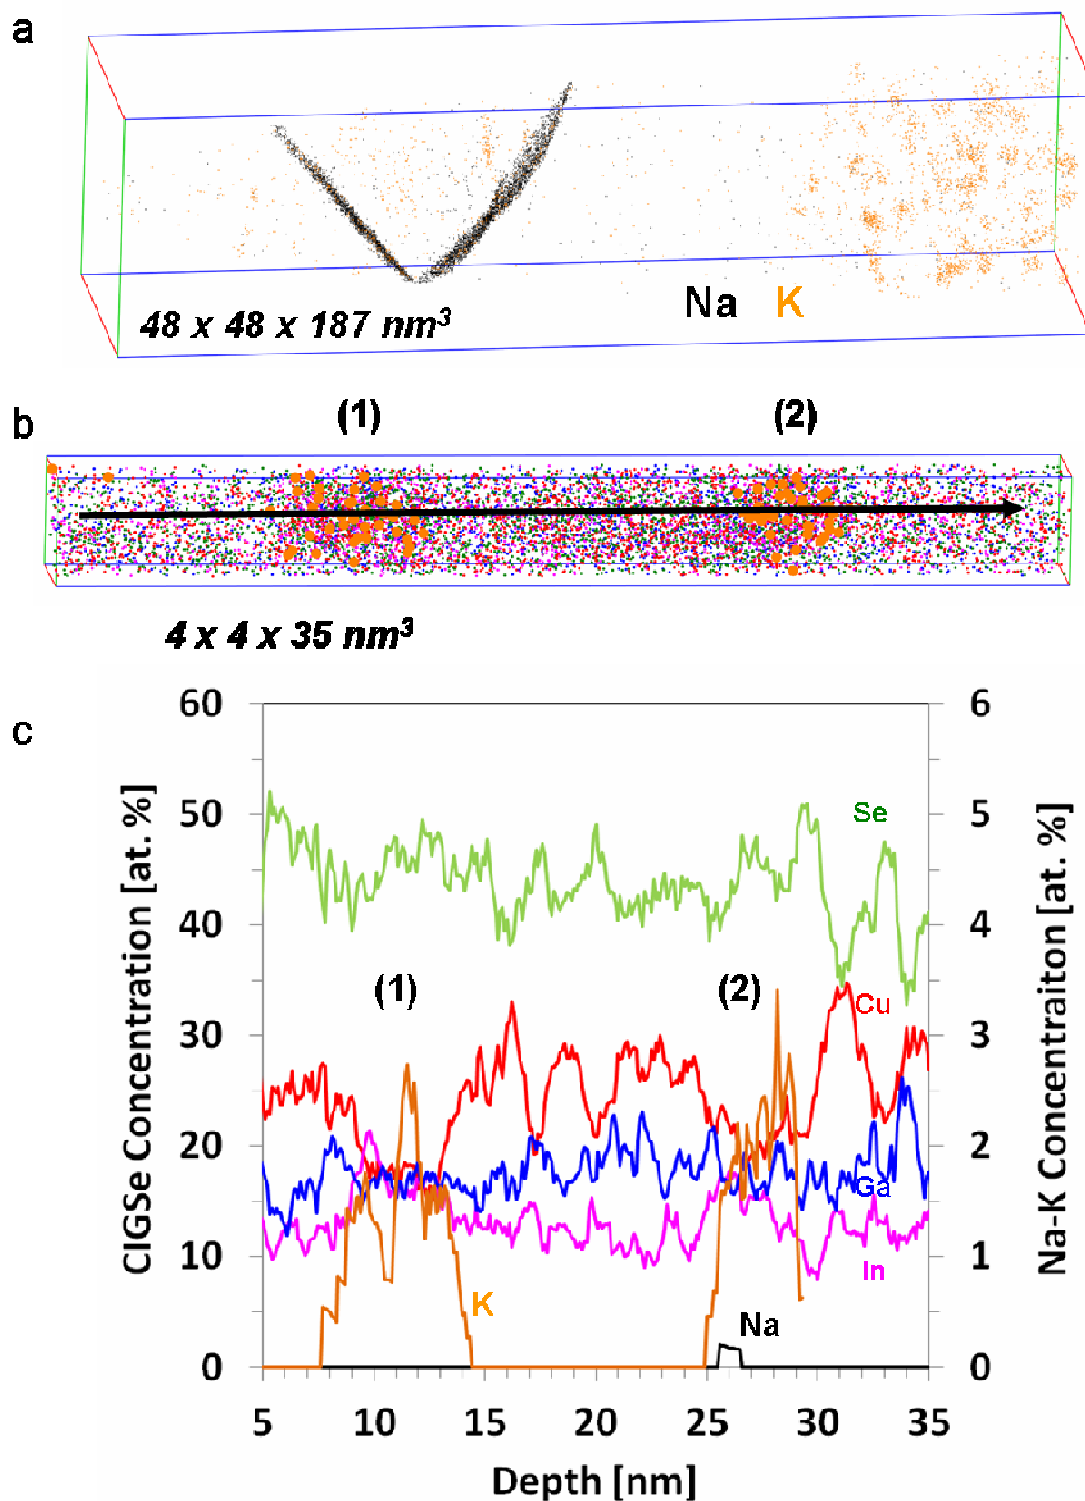 a
Na K
48 x 48 x 187 nm³
b
(1) (2)
4 x 4 x 35 nm³
c
60 6
50 5
40 4
30 3
20 2
10 1
0 0
Se
(1) (2)
Cu
Ga
In
K
Na
CIGSe Concentration [at. %]
Na-K Concentraiton [at. %]
5 10 15 20 25 30 35
Depth [nm]